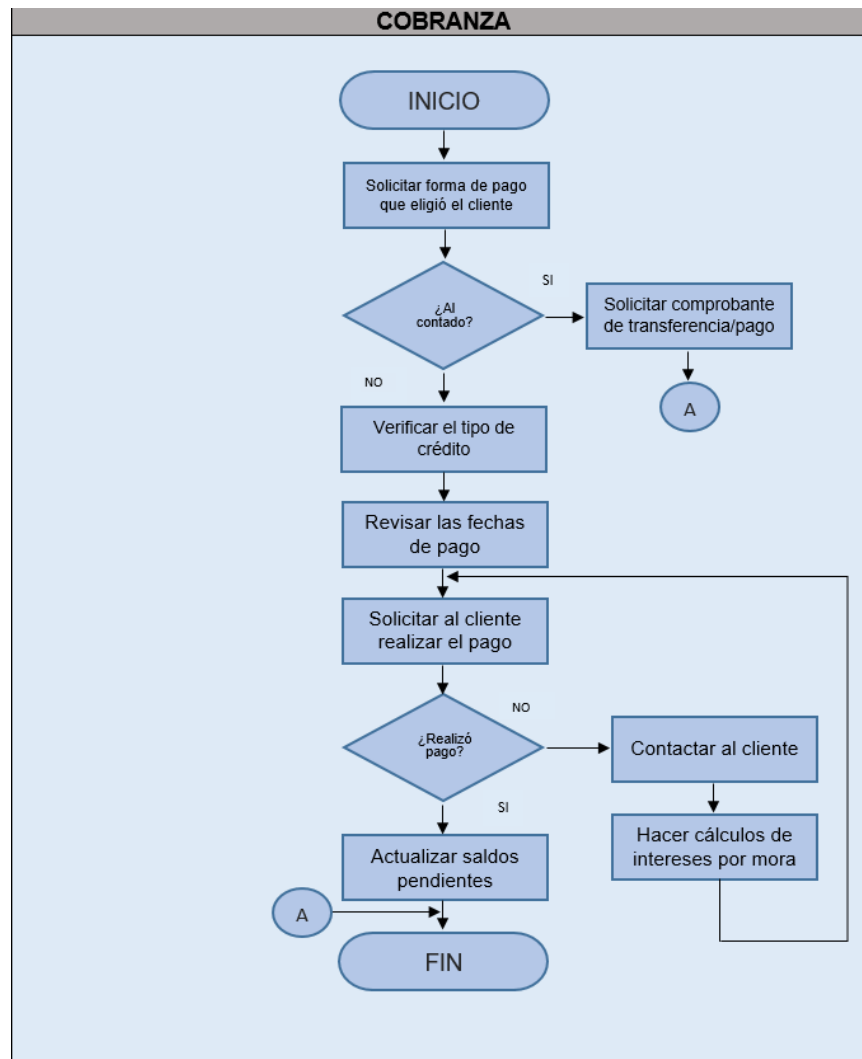 COBRANZA
INICIO
Solicitar forma de pago
que eligió el cliente
¿Al
contado?
SI
Solicitar comprobante
de transferencia/pago
A
NO
Verificar el tipo de
crédito
Revisar las fechas
de pago
Solicitar al cliente
realizar el pago
¿Realizó
pago?
NO
Contactar al cliente
Hacer cálculos de
intereses por mora
SI
Actualizar saldos
pendientes
A
FIN